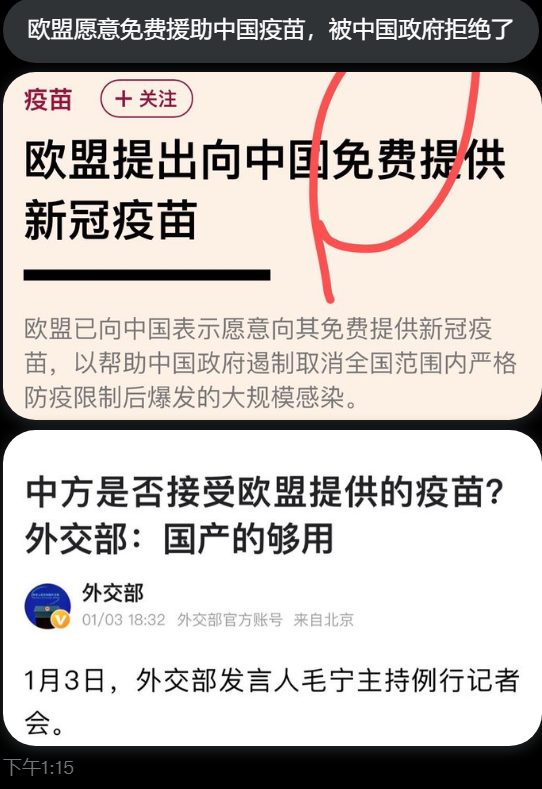 欧盟愿意免费援助中国疫苗，被中国政府拒绝了
疫苗 + 关注
欧盟提出向中国免费提供
新冠疫苗
欧盟已向中国表示愿意向其免费提供新冠疫
苗，以帮助中国政府遏制取消全国范围内严格
防疫限制后爆发的大规模感染。
中方是否接受欧盟提供的疫苗？
外交部：国产的够用
外交部
01/03 18:32 外交部官方账号 来自北京
1月3日，外交部发言人毛宁主持例行记者
会。
下午1:15